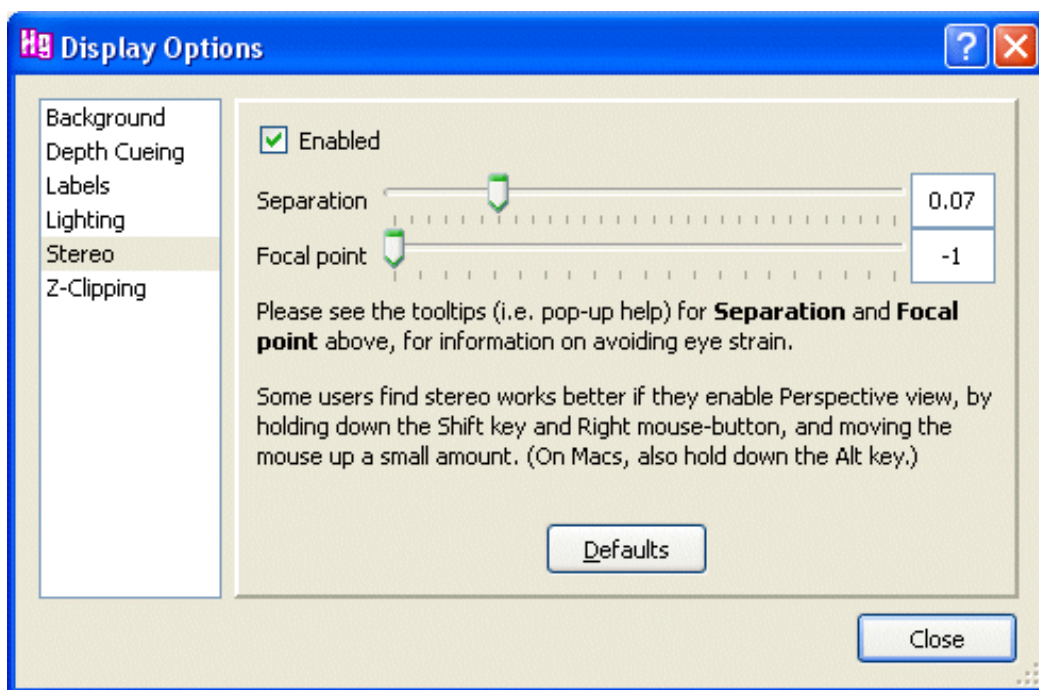 Hg Display Options
Background
Depth Cueing
Labels
Lighting
Stereo
Z-Clipping
Enabled
Separation 0.07
Focal point -1
Please see the tooltips (i.e. pop-up help) for Separation and Focal
point above, for information on avoiding eye strain.
Some users find stereo works better if they enable Perspective view, by
holding down the Shift key and Right mouse-button, and moving the
mouse up a small amount. (On Macs, also hold down the Alt key.)
Defaults
Close